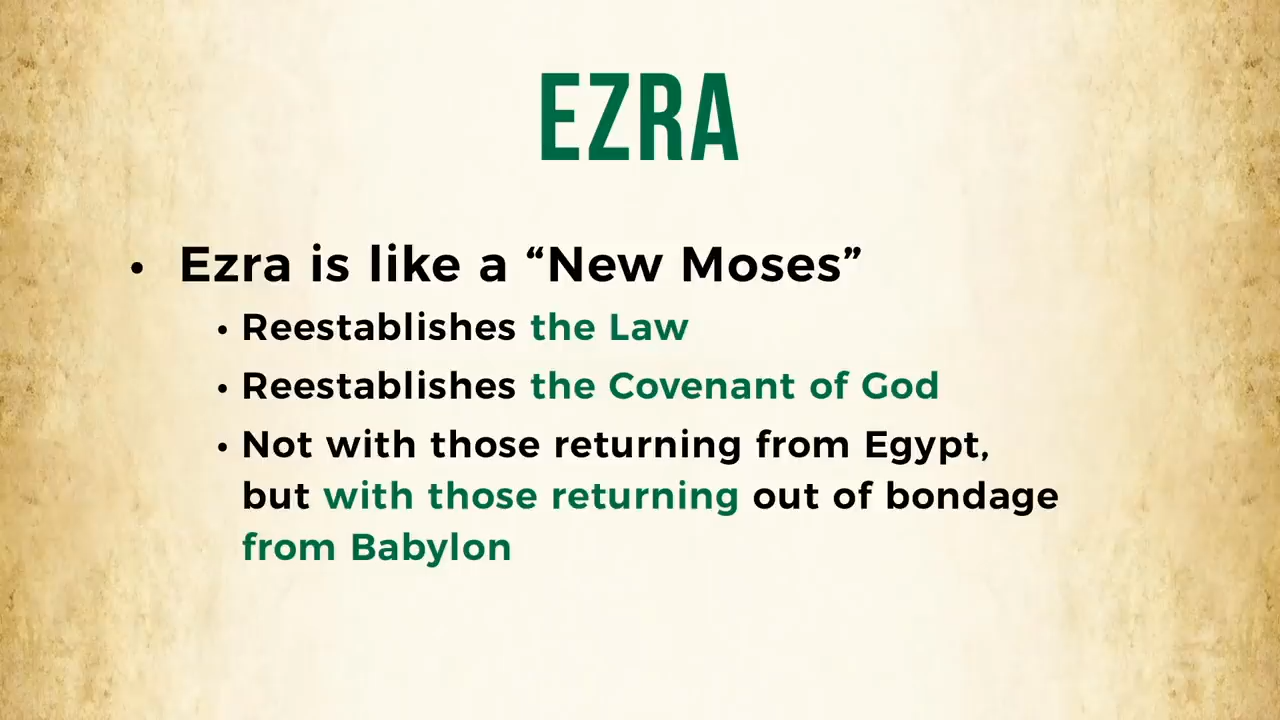 EZRA
• Ezra is like a “New Moses”
• Reestablishes the Law
• Reestablishes the Covenant of God
• Not with those returning from Egypt,
but with those returning out of bondage
from Babylon